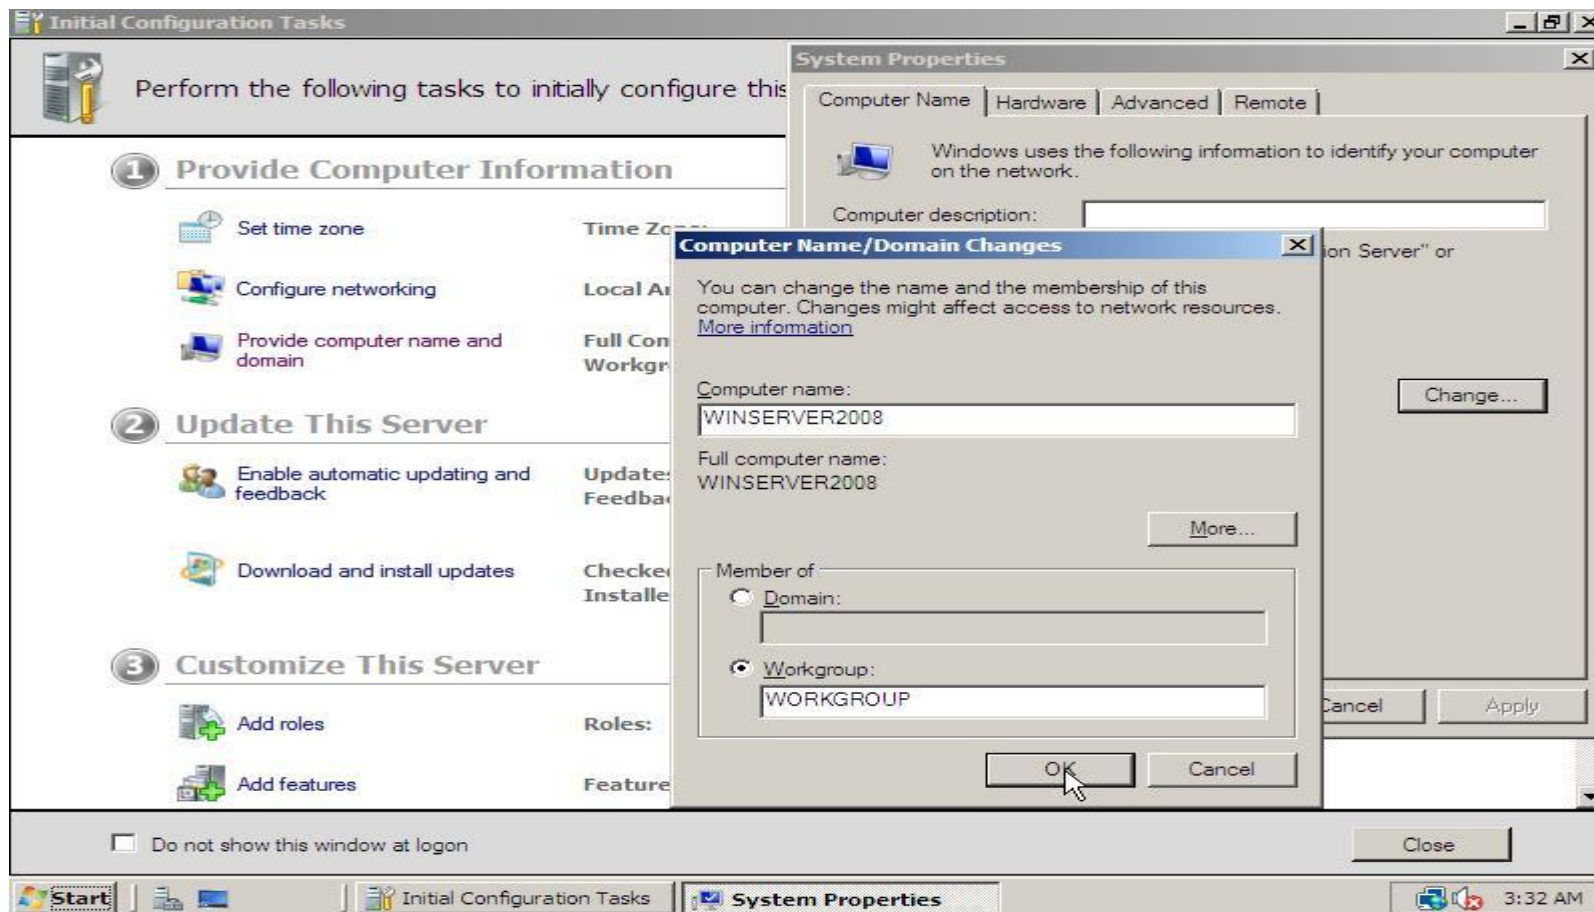 Initial Configuration Tasks
Perform the following tasks to initially configure this
1 Provide Computer Information
Set time zone
Configure networking
Local
Provide computer name and
domain
Full
2 Update This Server
Enable automatic updating and
feedback
Download and install updates
3 Customize This Server
Add roles
Roles:
Add features
Do not show this window at logon
Close
System Properties
Computer Name
Hardware
Advanced
Remote
Windows uses the following information to identify your computer
on the network.
Computer description:
Server" or
Change...
Cancel
Apply
Computer Name/Domain Changes
You can change the name and the membership of this
computer. Changes might affect access to network resources.
More information
Computer name:
WINSERVER2008
Full computer name:
WINSERVER2008
More...
Member of
Domain:
Workgroup:
WORKGROUP
OK
Cancel
Start
Initial Configuration Tasks
System Properties
3:32 AM